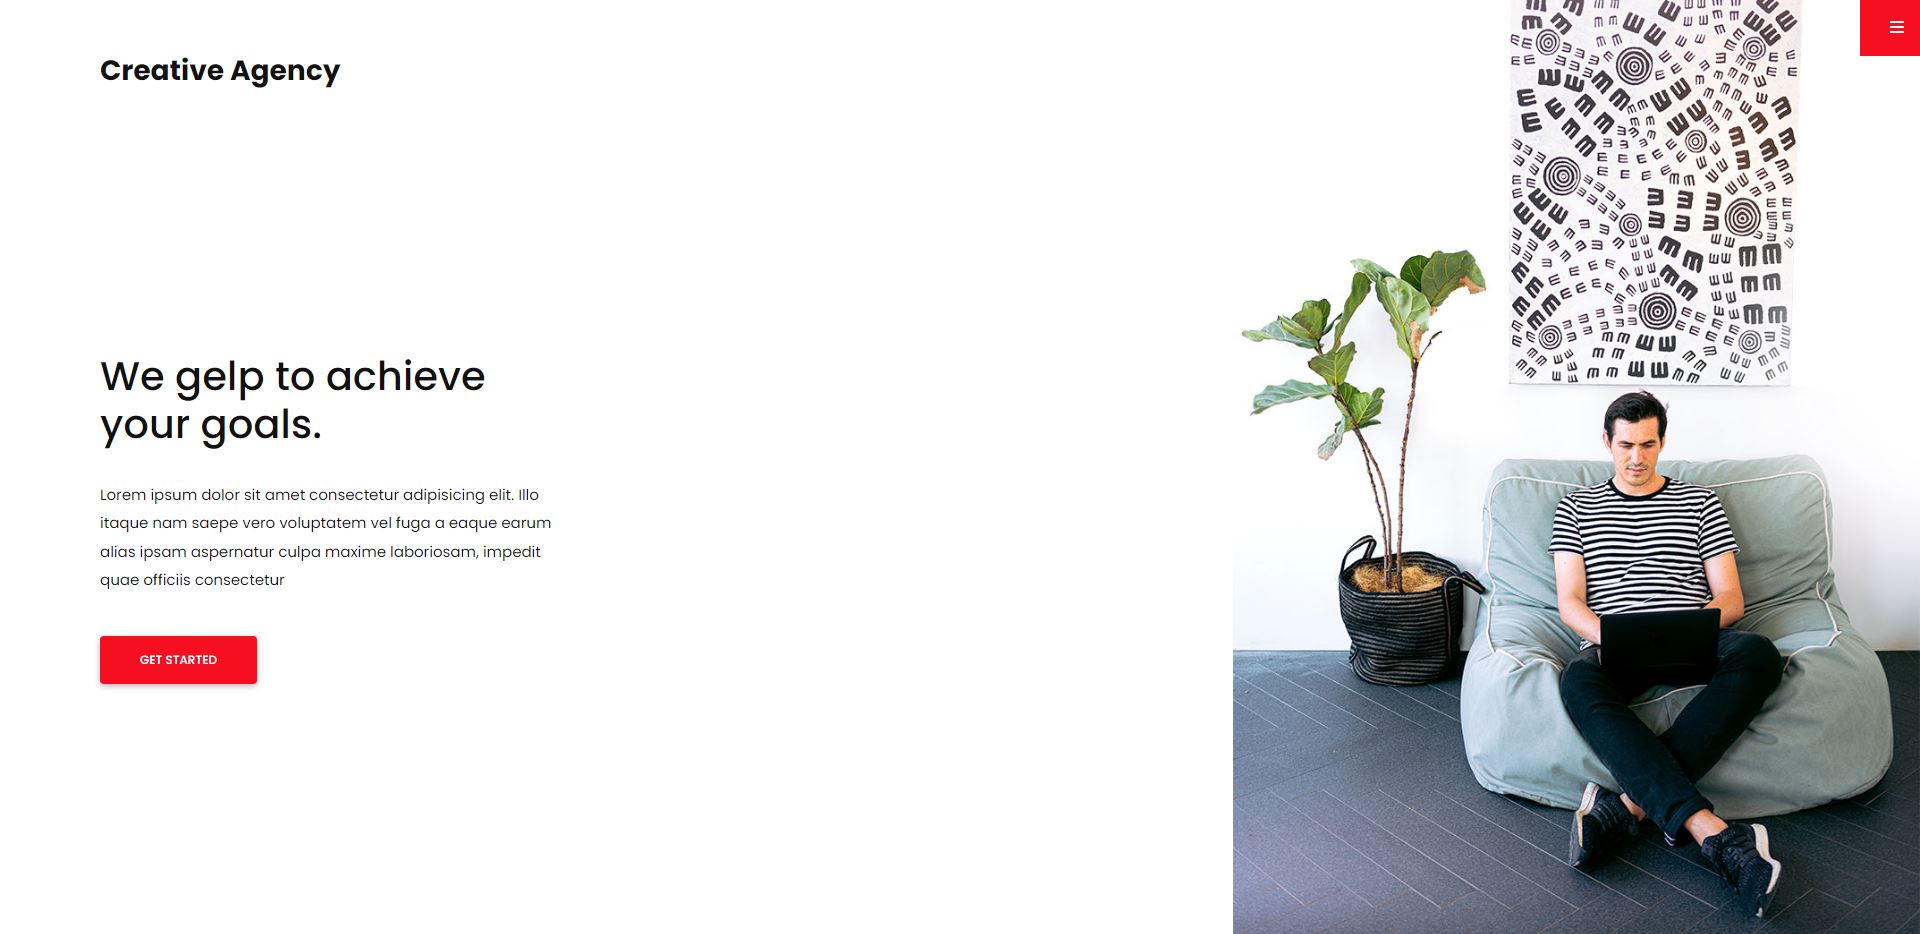 Creative Agency
We gelp to achieve
your goals.
Lorem ipsum dolor sit amet consectetur adipisicing elit. Illo
itaque nam saepe vero voluptatem vel fuga a eaque earum
alias ipsam aspernatur culpa maxime laboriosam, impedit
quae officiis consectetur
GET STARTED